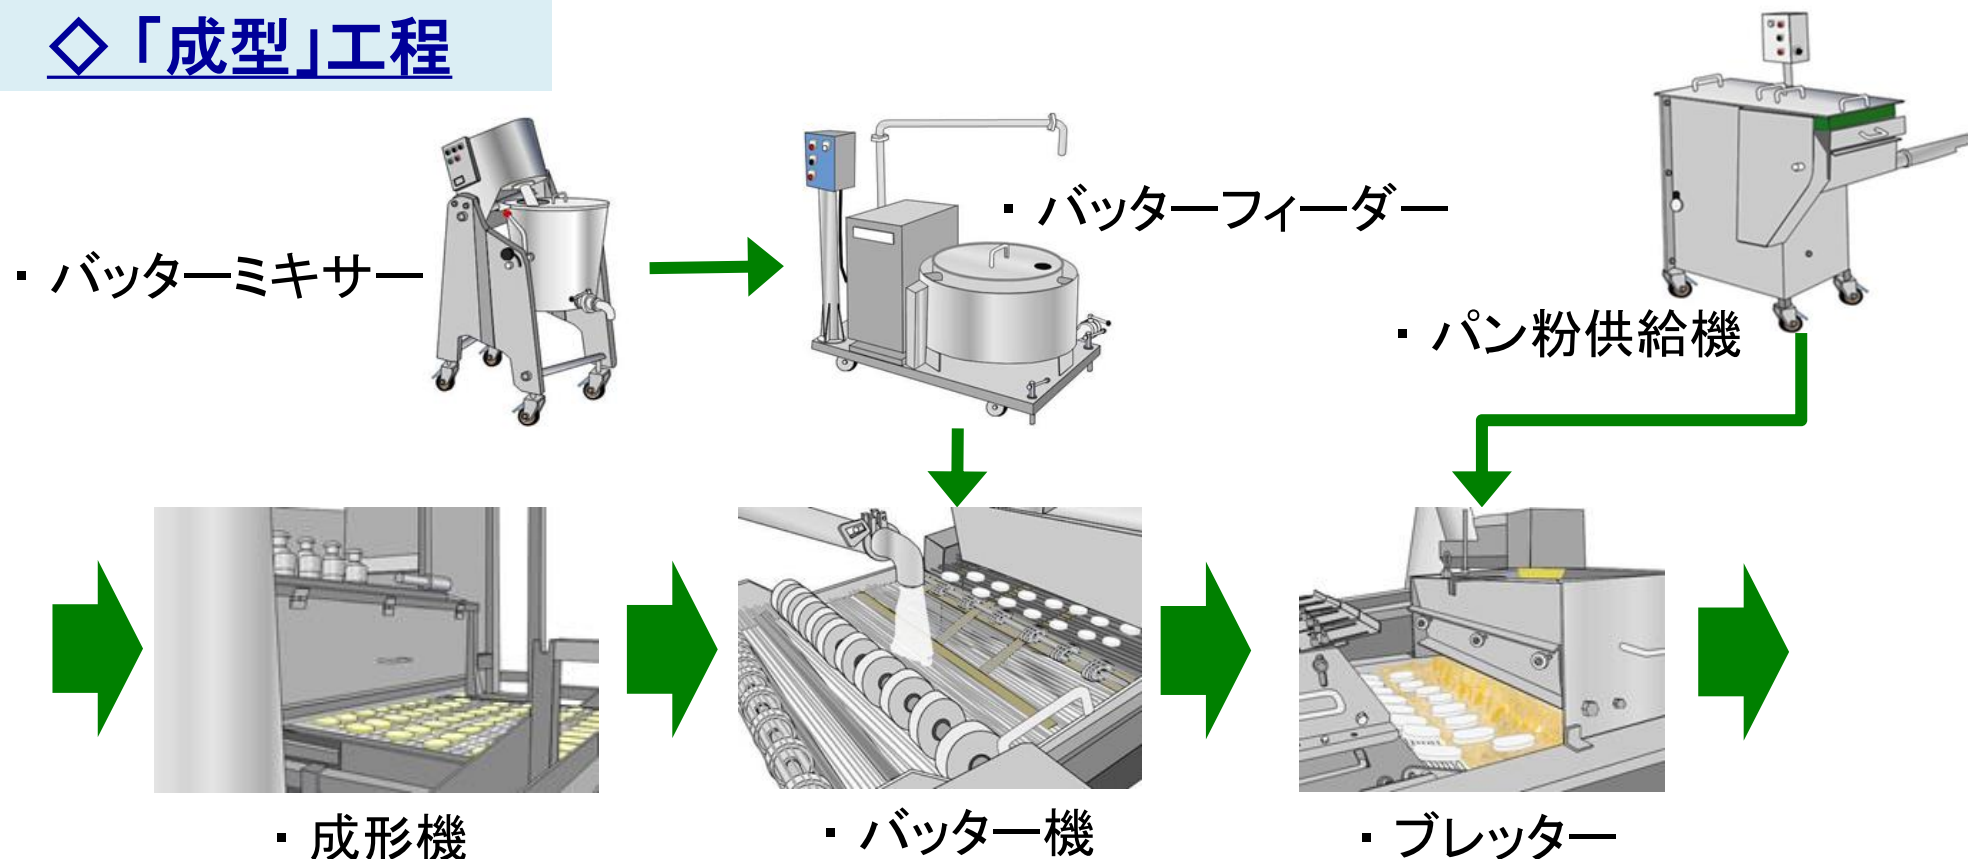 ◇「成型」工程
・バッターミキサー
・バッターフィーダー
・パン粉供給機
・成形機
・バッター機
・ブレッター